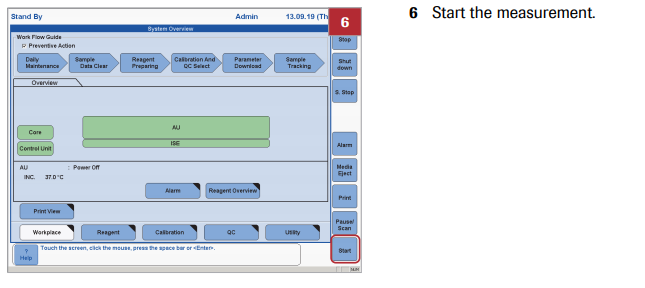 Stand By Admin 13.09.19 (Th
6
6 Start the measurement.
System Overview
Work Flow Guide
Preventive Action
Stop
Daily Maintenance
Sample Data Clear
Reagent Preparing
Calibration And QC Select
Parameter Download
Sample Tracking
Shut down
Overview
S. Stop
AU
Core
ISE
Control Unit
Alarm
AU : Power Off
INC. 37.0 °C
Media Eject
Alarm
Reagent Overview
Print
Print View
Pause/ Scan
Workplace
Reagent
Calibration
QC
Utility
Start
? Help
Touch the screen, click the mouse, press the space bar or <Enter>.
NUM